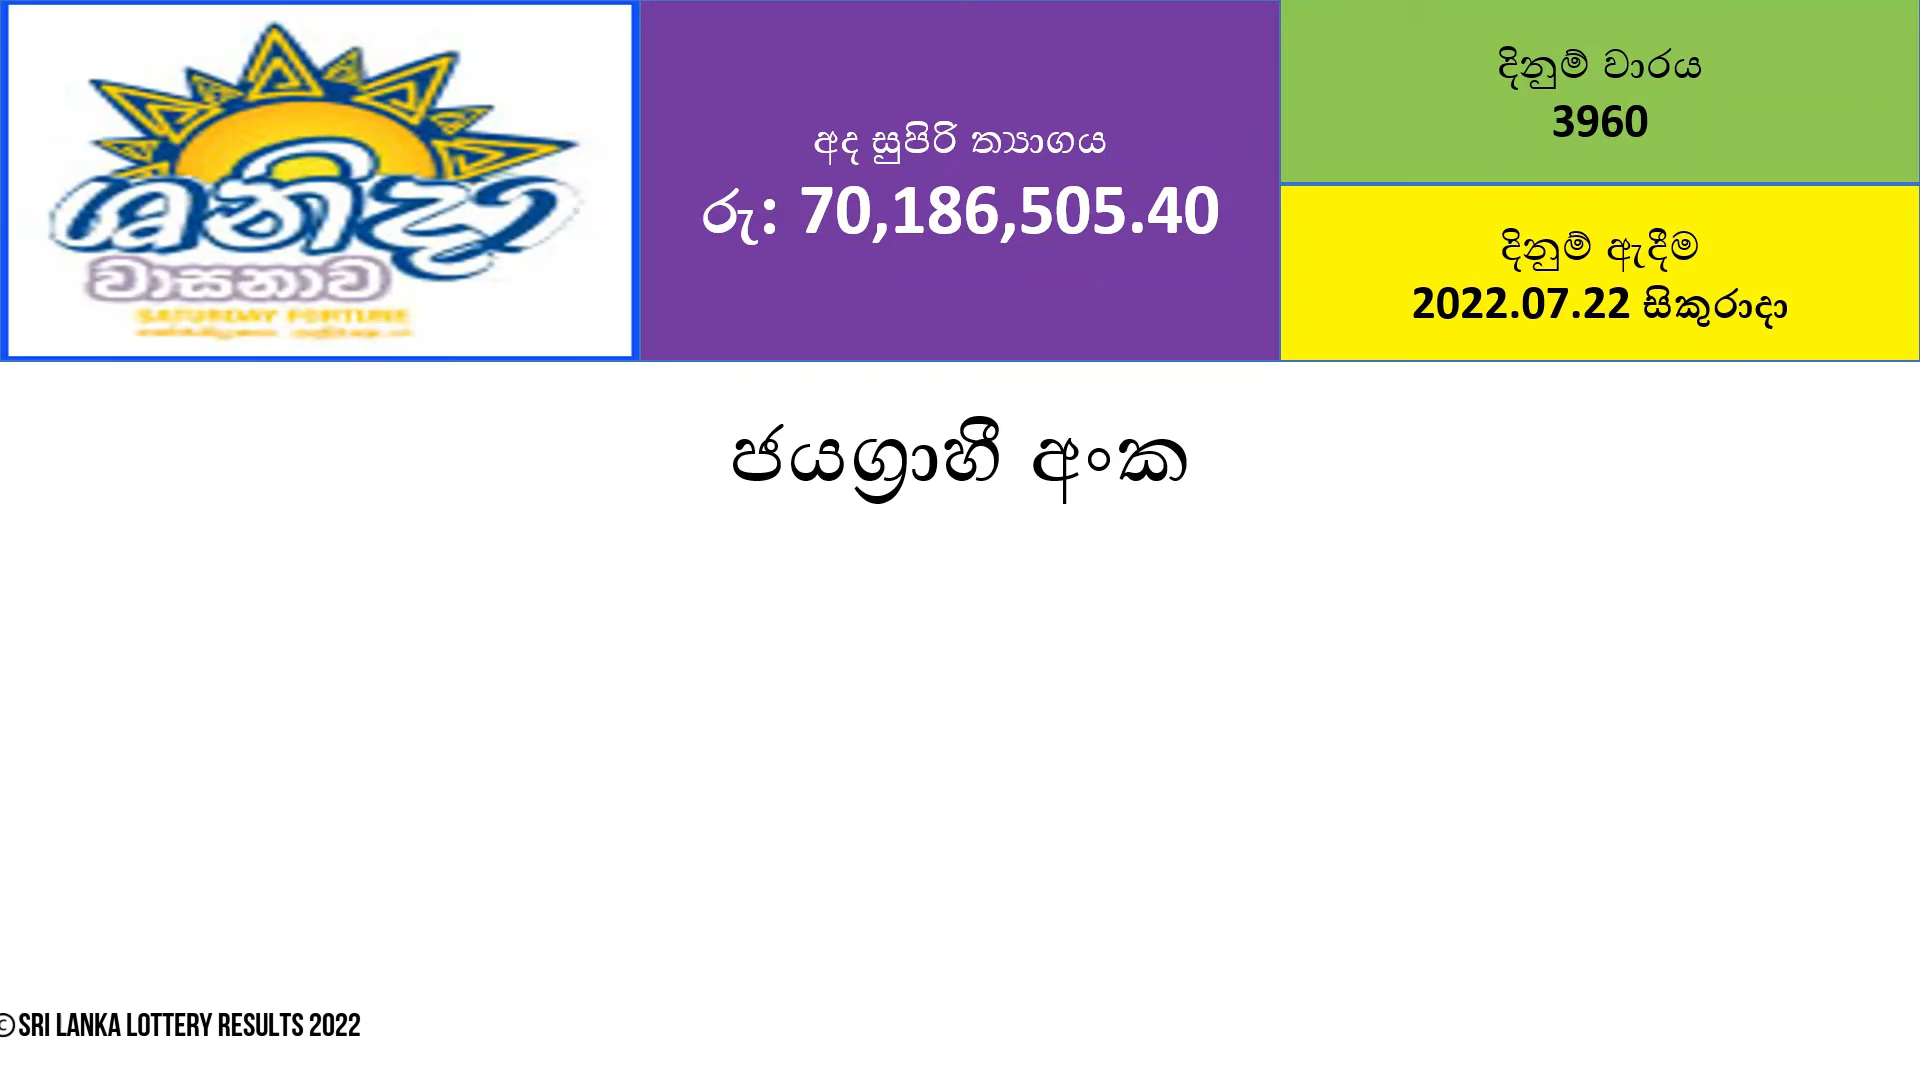 ශනිදා
වාසනාව
SATURDAY FORTUNE
අද සුපිරි ත්‍යාගය
රු: 70,186,505.40
දිනුම් වාරය
3960
දිනුම් ඇදීම
2022.07.22 සිකුරාදා
ජයග්‍රාහී අංක
©SRI LANKA LOTTERY RESULTS 2022